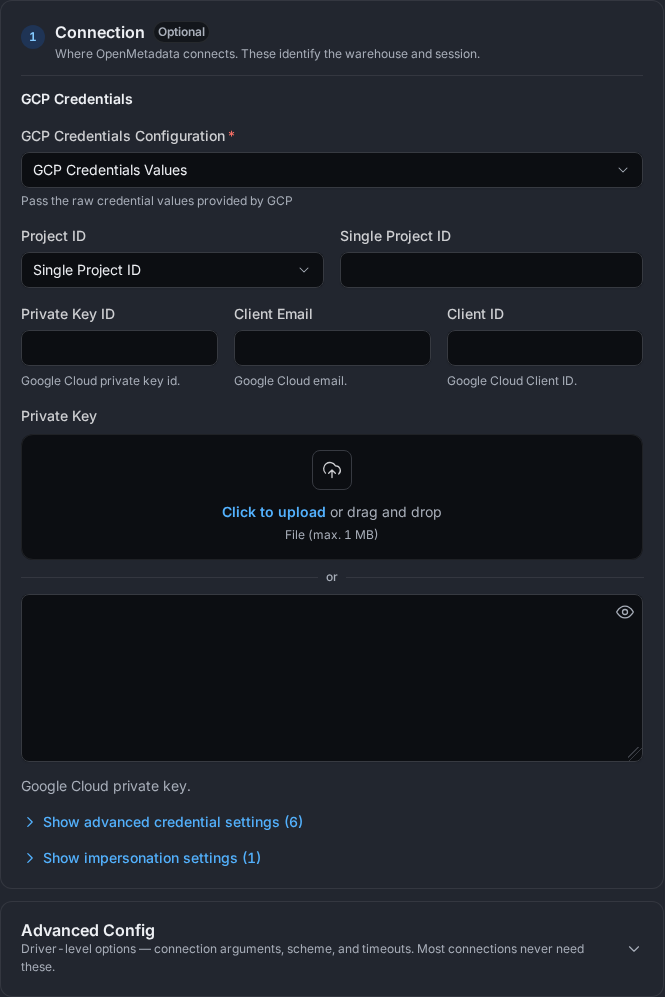 1
Connection Optional
Where OpenMetadata connects. These identify the warehouse and session.
GCP Credentials
GCP Credentials Configuration *
GCP Credentials Values
Pass the raw credential values provided by GCP
Project ID
Single Project ID
Single Project ID
Private Key ID
Client Email
Client ID
Google Cloud private key id.
Google Cloud email.
Google Cloud Client ID.
Private Key
Click to upload or drag and drop
File (max. 1 MB)
or
Google Cloud private key.
Show advanced credential settings (6)
Show impersonation settings (1)
Advanced Config
Driver-level options — connection arguments, scheme, and timeouts. Most connections never need
these.